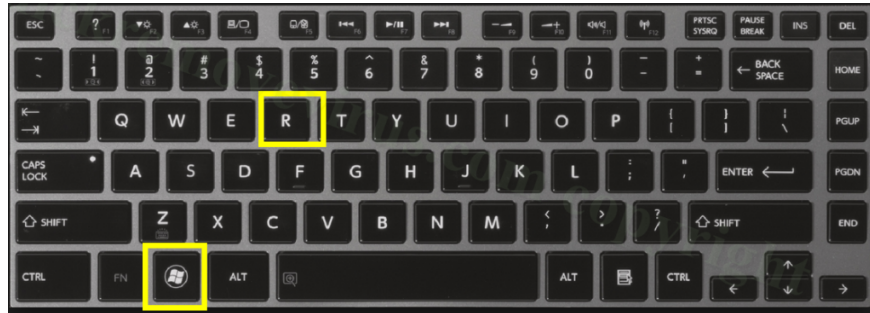 ESC ? F1 F2 F3 F4 F5 F6 F7 F8 F9 F10 F11 F12 PRTSC SYSRQ PAUSE BREAK INS DEL
~ ! @ # $ % ^ & * ( ) _ + BACK SPACE HOME
` 1 2 3 4 5 6 7 8 9 0 - =
Q W E R T Y U I O P { [ } ] | \ PGUP
CAPS LOCK A S D F G H J K L : ; " ' ENTER PGDN
SHIFT Z X C V B N M < , > . ? / SHIFT END
CTRL FN ALT ALT CTRL